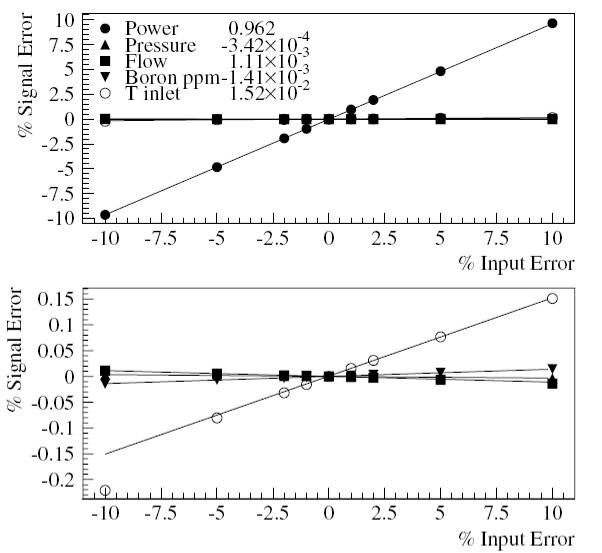 10
7.5
5
2.5
0
-2.5
-5
-7.5
-10
% Signal Error
Power 0.962
Pressure -3.42×10-4
Flow 1.11×10-3
Boron ppm -1.41×10-3
T inlet 1.52×10-2
-10 -7.5 -5 -2.5 0 2.5 5 7.5 10
% Input Error
0.15
0.1
0.05
0
-0.05
-0.1
-0.15
-0.2
% Signal Error
-10 -7.5 -5 -2.5 0 2.5 5 7.5 10
% Input Error